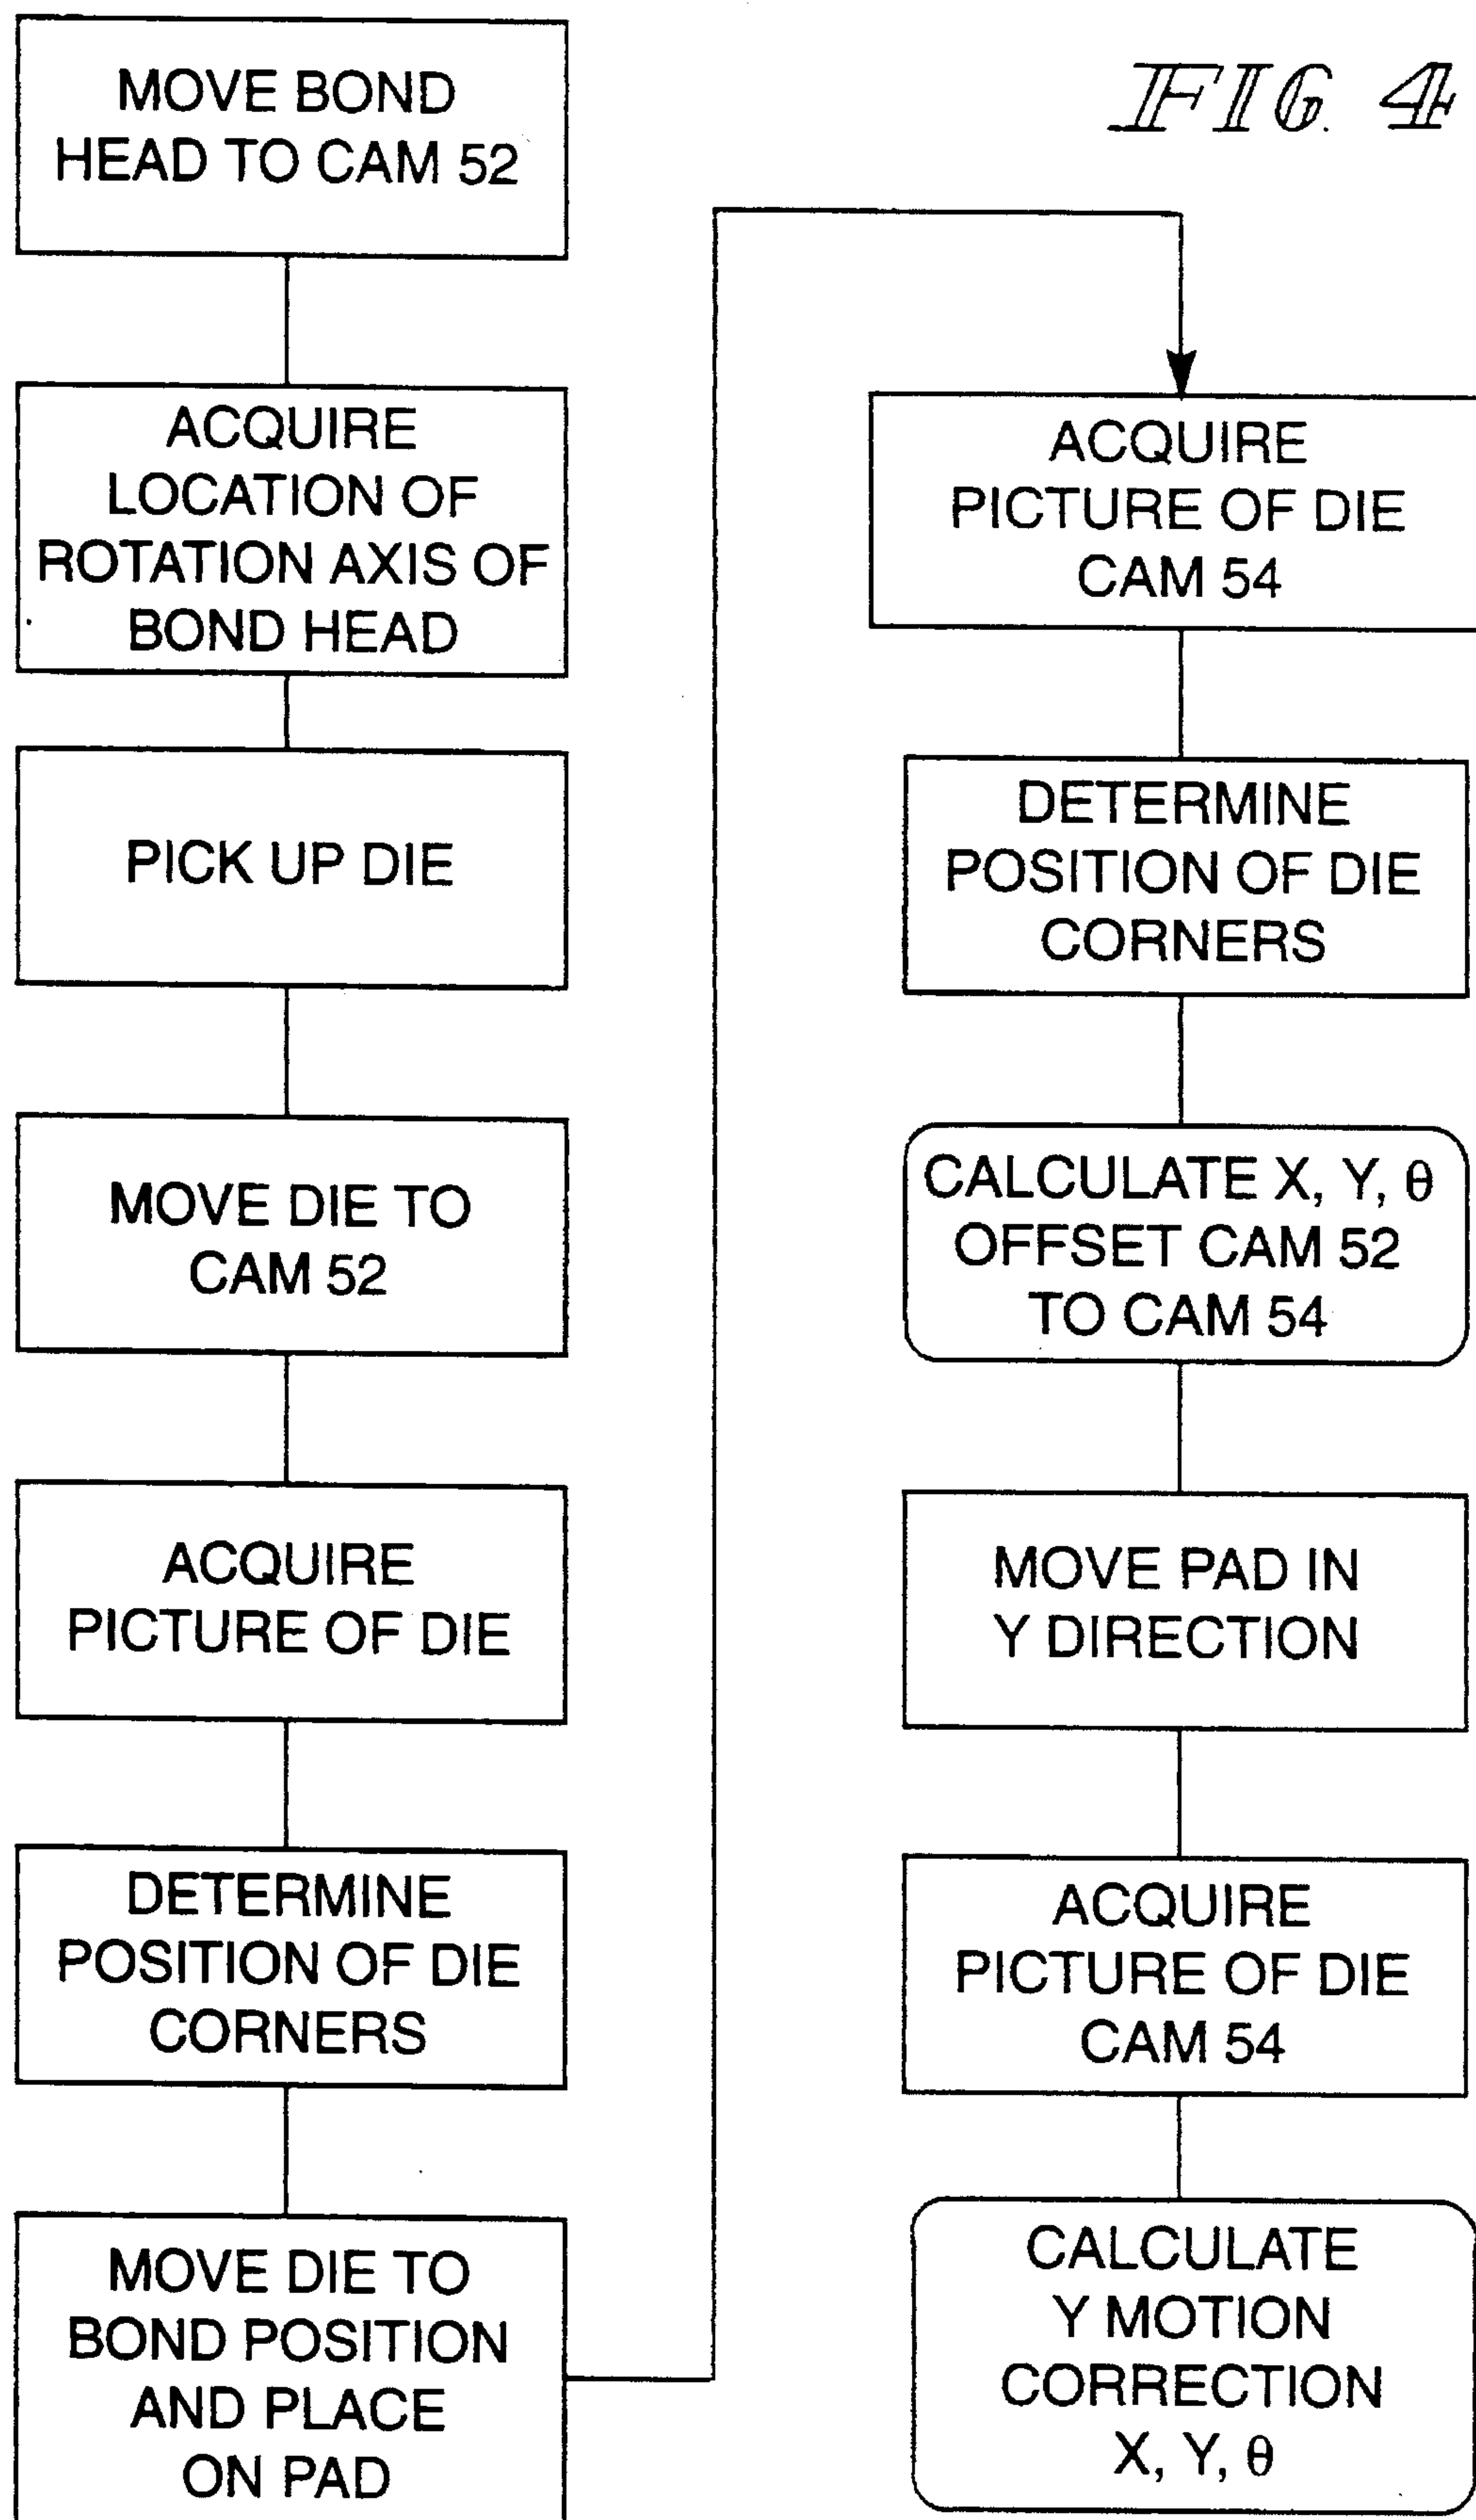 FIG. 4
MOVE BOND
HEAD TO CAM 52
ACQUIRE
LOCATION OF
ROTATION AXIS OF
BOND HEAD
PICK UP DIE
MOVE DIE TO
CAM 52
ACQUIRE
PICTURE OF DIE
DETERMINE
POSITION OF DIE
CORNERS
MOVE DIE TO
BOND POSITION
AND PLACE
ON PAD
ACQUIRE
PICTURE OF DIE
CAM 54
DETERMINE
POSITION OF DIE
CORNERS
CALCULATE X, Y, θ
OFFSET CAM 52
TO CAM 54
MOVE PAD IN
Y DIRECTION
ACQUIRE
PICTURE OF DIE
CAM 54
CALCULATE
Y MOTION
CORRECTION
X, Y, θ